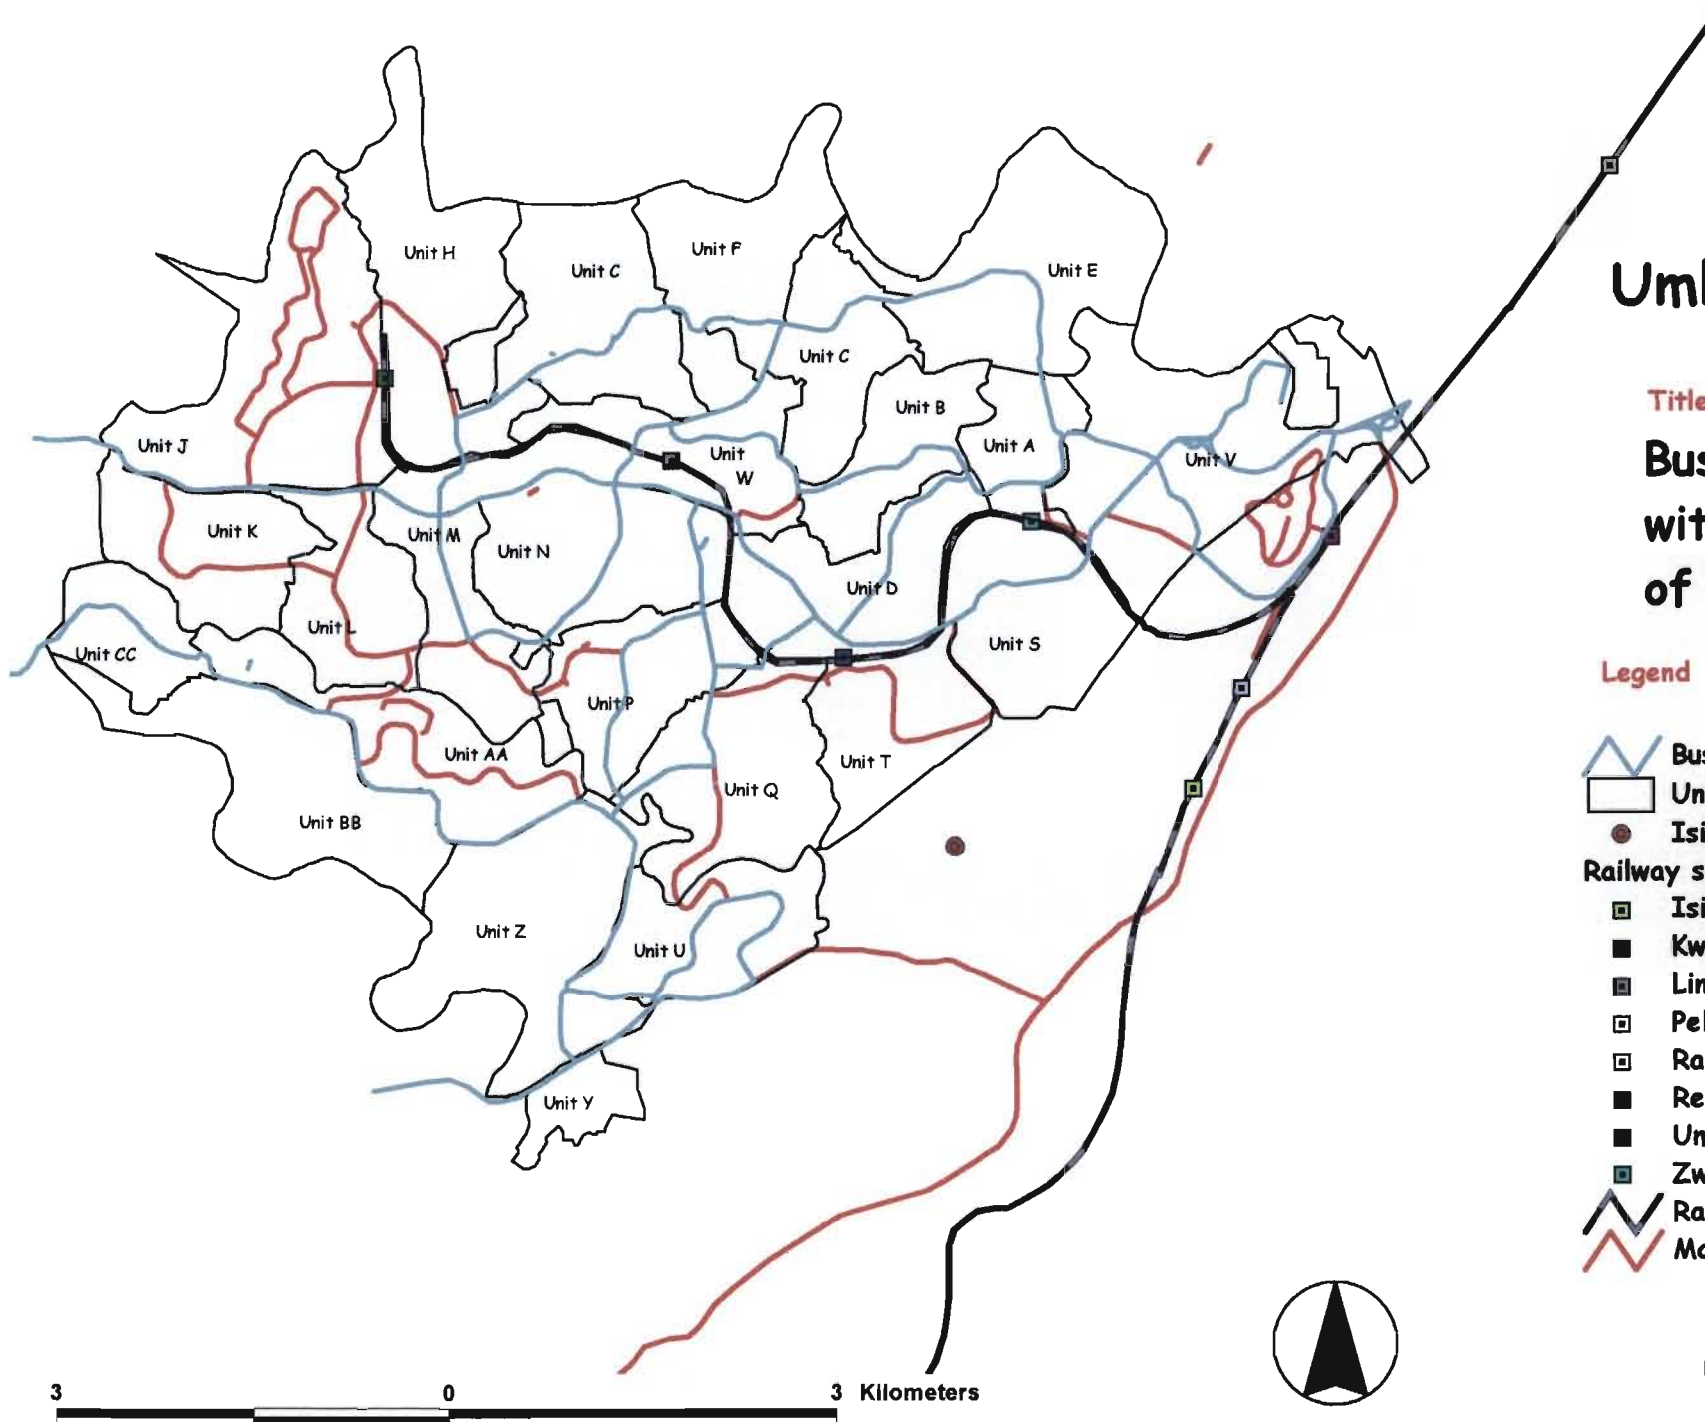 Unit H
Unit C
Unit F
Unit E
Unit C
Unit B
Unit J
Unit
W
Unit A
Unit V
Unit K
Unit M
Unit N
Unit D
Unit L
Unit CC
Unit S
Unit P
Unit AA
Unit T
Unit Q
Unit BB
Unit Z
Unit U
Unit Y
3 0 3 Kilometers
Uml
Title
Bus
wit
of
Legend
Bus
Un
Isi
Railway s
Isi
Kw
Lin
Pel
Ra
Re
Un
Zw
Ra
Ma